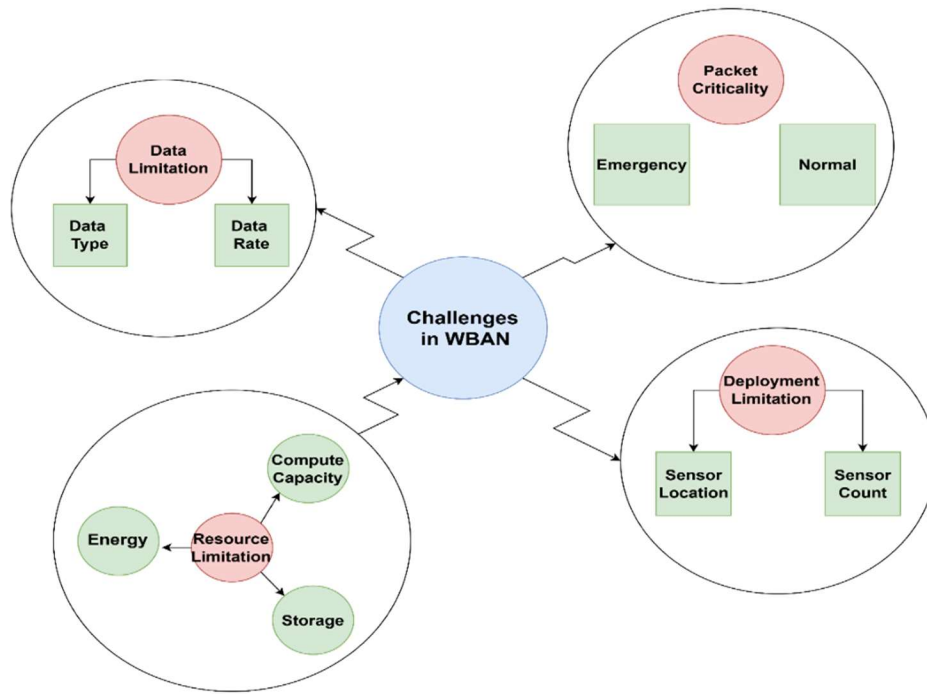 Packet
Criticality
Emergency
Normal
Data
Limitation
Data
Type
Data
Rate
Challenges
in WBAN
Deployment
Limitation
Sensor
Location
Sensor
Count
Compute
Capacity
Energy
Resource
Limitation
Storage